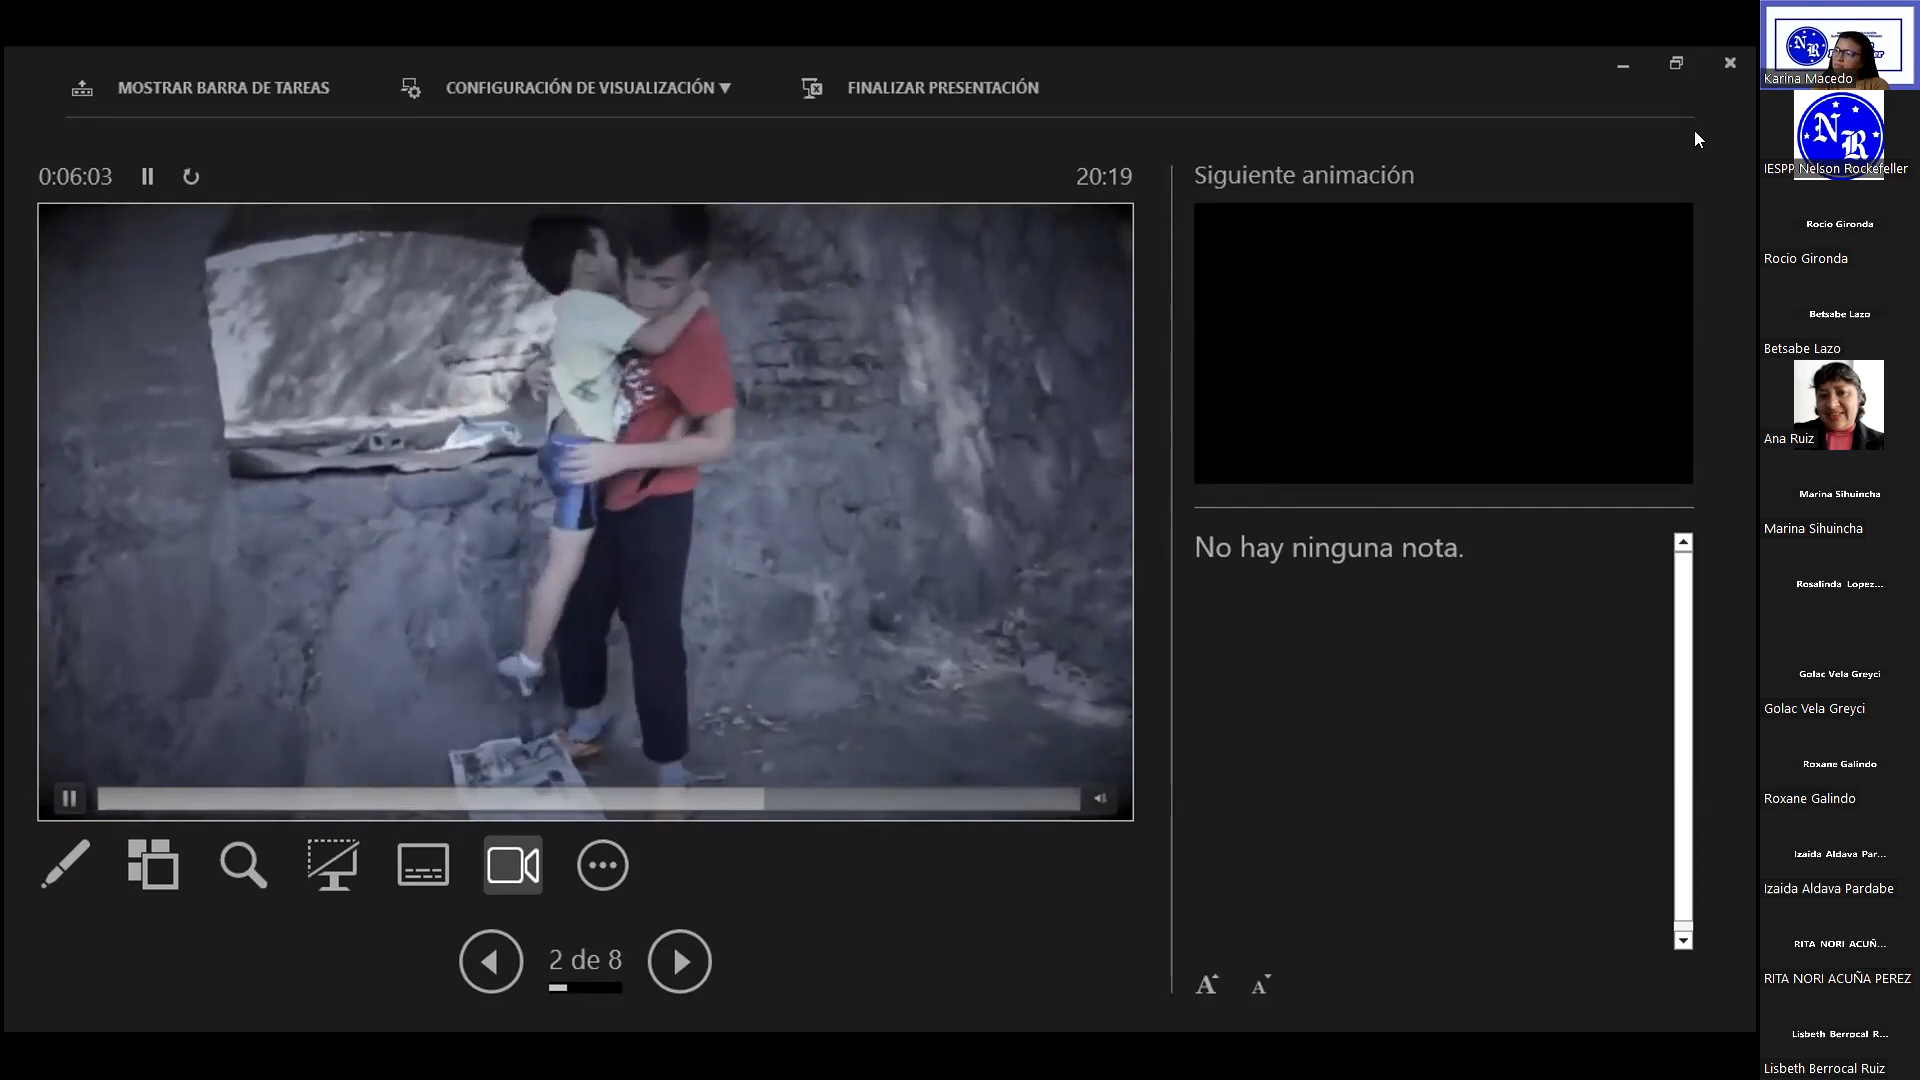 MOSTRAR BARRA DE TAREAS
CONFIGURACIÓN DE VISUALIZACIÓN ▼
FINALIZAR PRESENTACIÓN
0:06:03
20:19
Siguiente animación
No hay ninguna nota.
2 de 8
A
A
NR
Karina Macedo
NR
IESPP Nelson Rockefeller
Rocio Gironda
Rocio Gironda
Betsabe Lazo
Betsabe Lazo
Ana Ruiz
Marina Sihuincha
Marina Sihuincha
Rosalinda Lopez...
Golac Vela Greyci
Golac Vela Greyci
Roxane Galindo
Roxane Galindo
Izaida Aldava Par...
Izaida Aldava Pardabe
RITA NORI ACUÑ...
RITA NORI ACUÑA PEREZ
Lisbeth Berrocal R...
Lisbeth Berrocal Ruiz